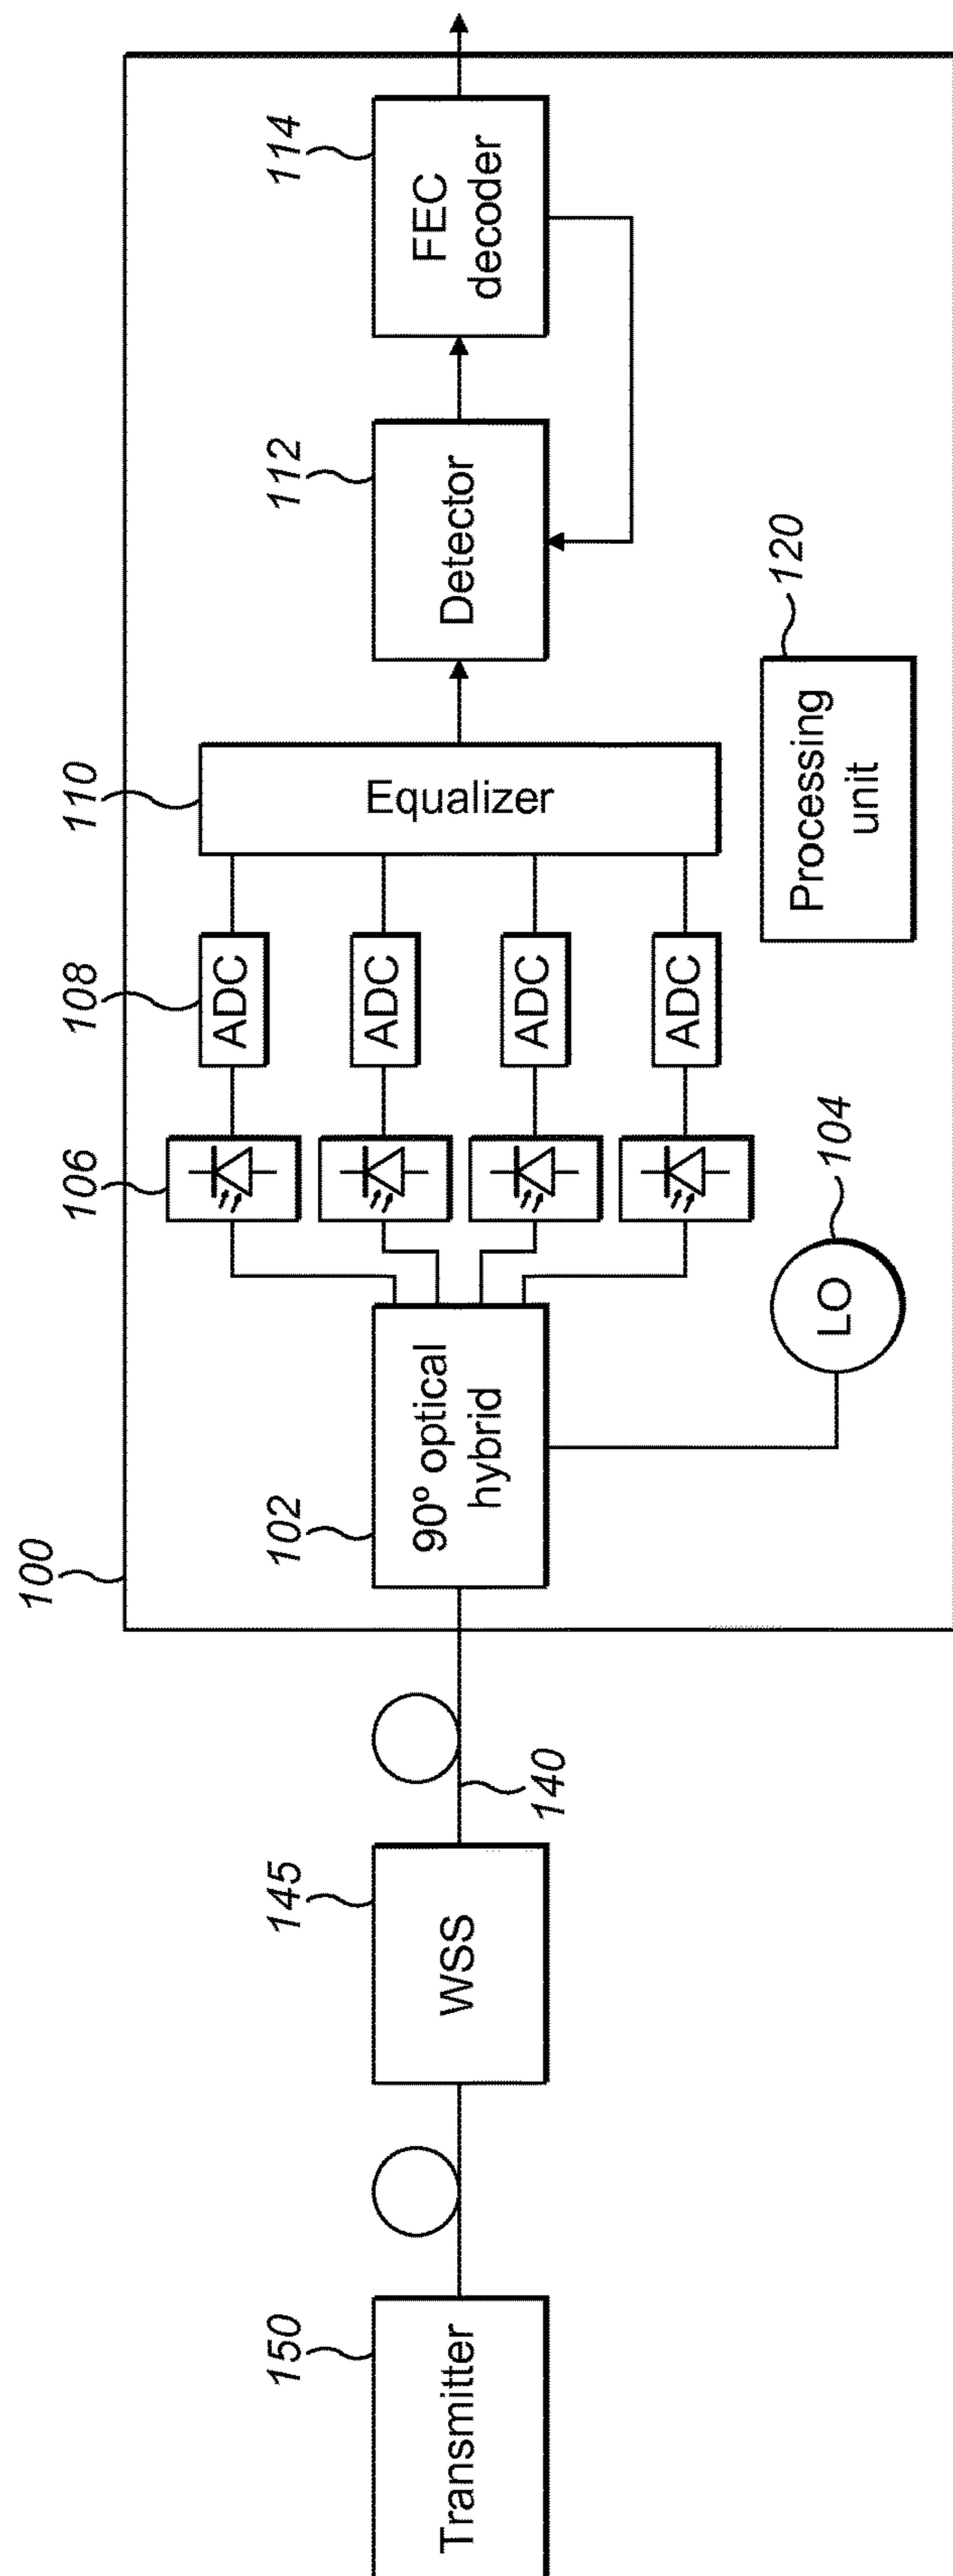 100
150
Transmitter
145
WSS
140
102
90º optical
hybrid
104
LO
106
108
ADC
ADC
ADC
ADC
110
Equalizer
120
Processing
unit
112
Detector
114
FEC
decoder